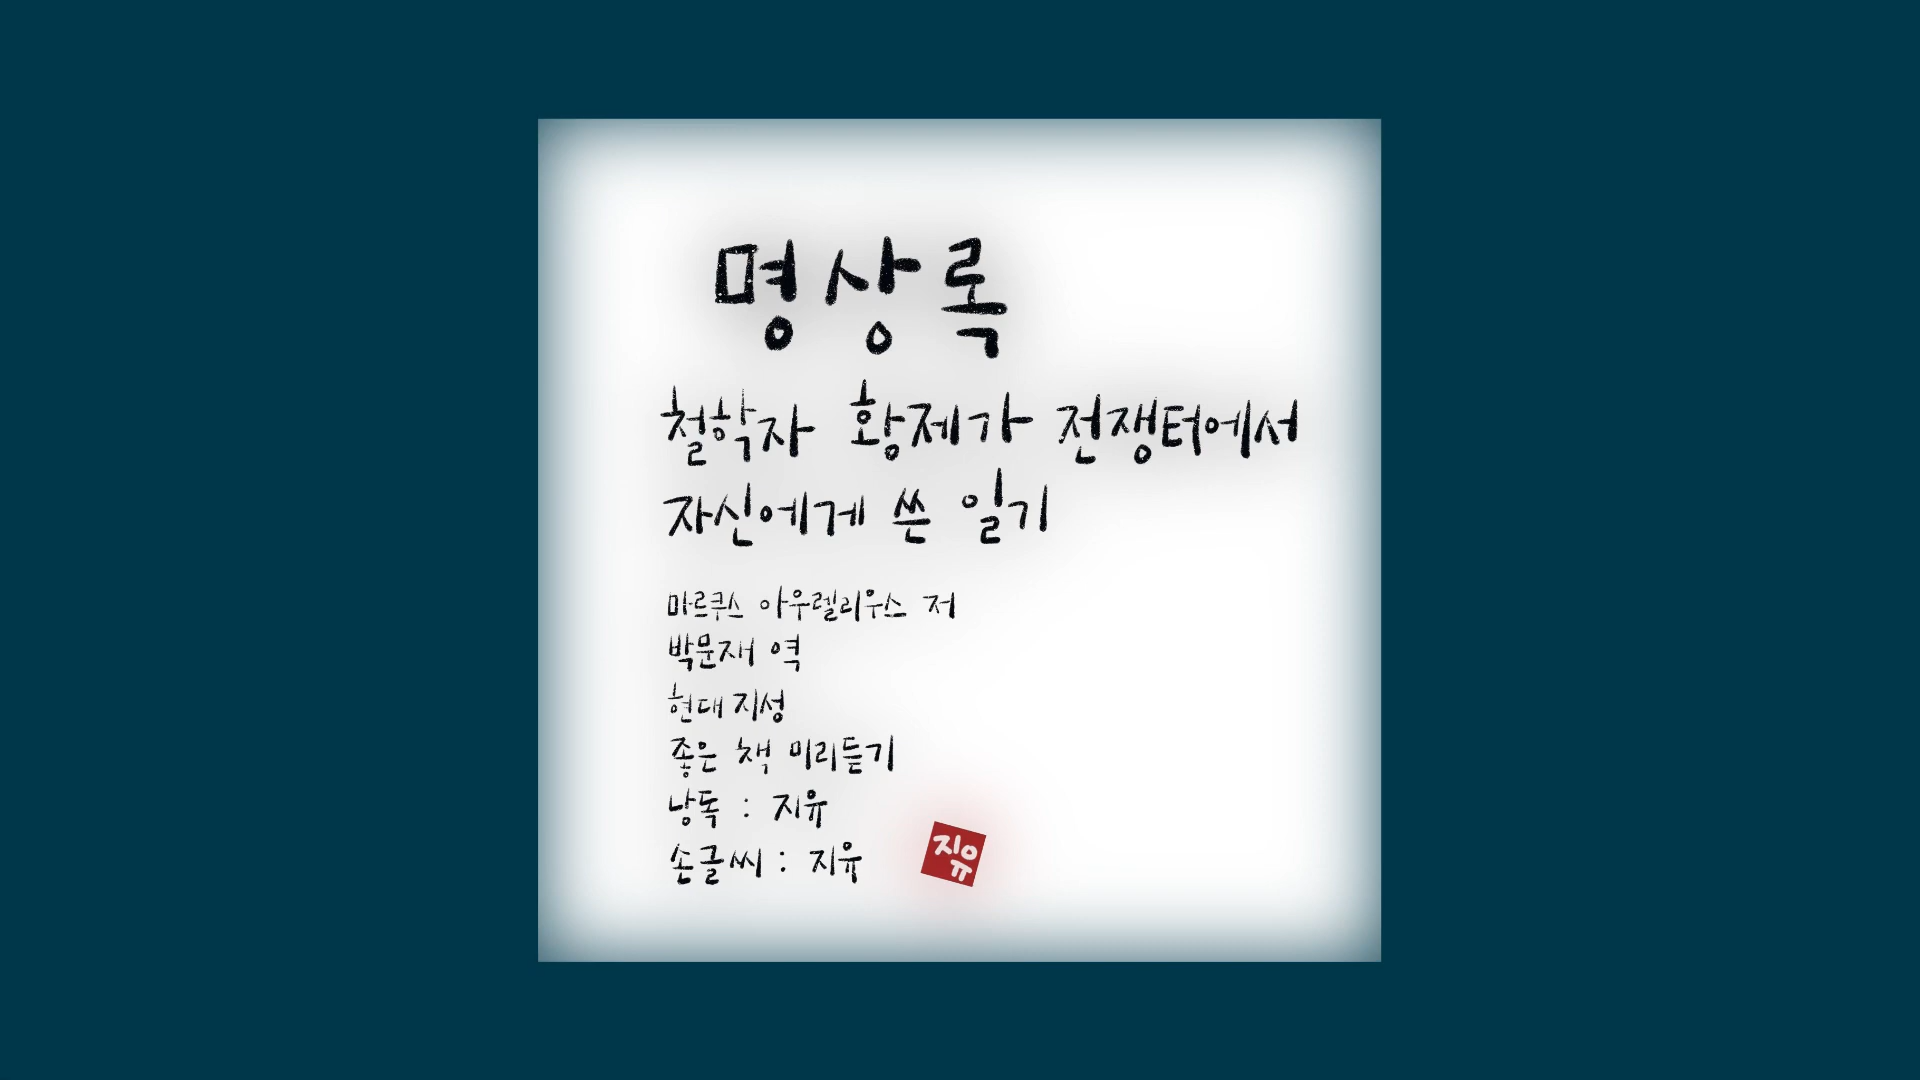 명상록
철학자 황제가 전쟁터에서
자신에게 쓴 일기
마르쿠스 아우렐리우스 저
박문재 역
현대지성
좋은 책 미리듣기
낭독 : 지유
손글씨 : 지유
지유